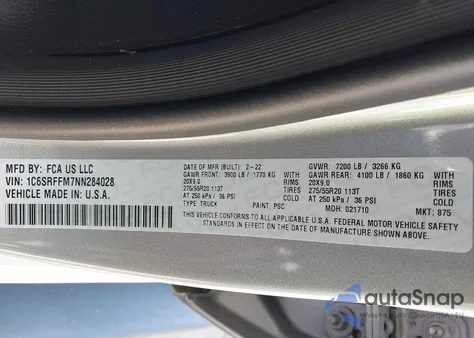 MFD BY: FCA US LLC
VIN: 1C6SRFFM7NN284028
VEHICLE MADE IN: U.S.A.
DATE OF MFR (BUILT): 2-22
GVWR: 7200 LB / 3266 KG
GAWR FRONT: 3900 LB / 1770 KG WITH
GAWR REAR: 4100 LB / 1860 KG WITH
20X9.0 RIMS
20X9.0 RIMS
275/55R20 113T TIRES
275/55R20 113T TIRES
AT 250 kPa / 36 PSI
AT 250 kPa / 36 PSI
TYPE: TRUCK PAINT: PSC MDH: 021710 MKT: 875
THIS VEHICLE CONFORMS TO ALL APPLICABLE U.S.A. FEDERAL MOTOR VEHICLE SAFETY
STANDARDS IN EFFECT ON THE DATE OF MANUFACTURE SHOWN ABOVE.
autoSnap